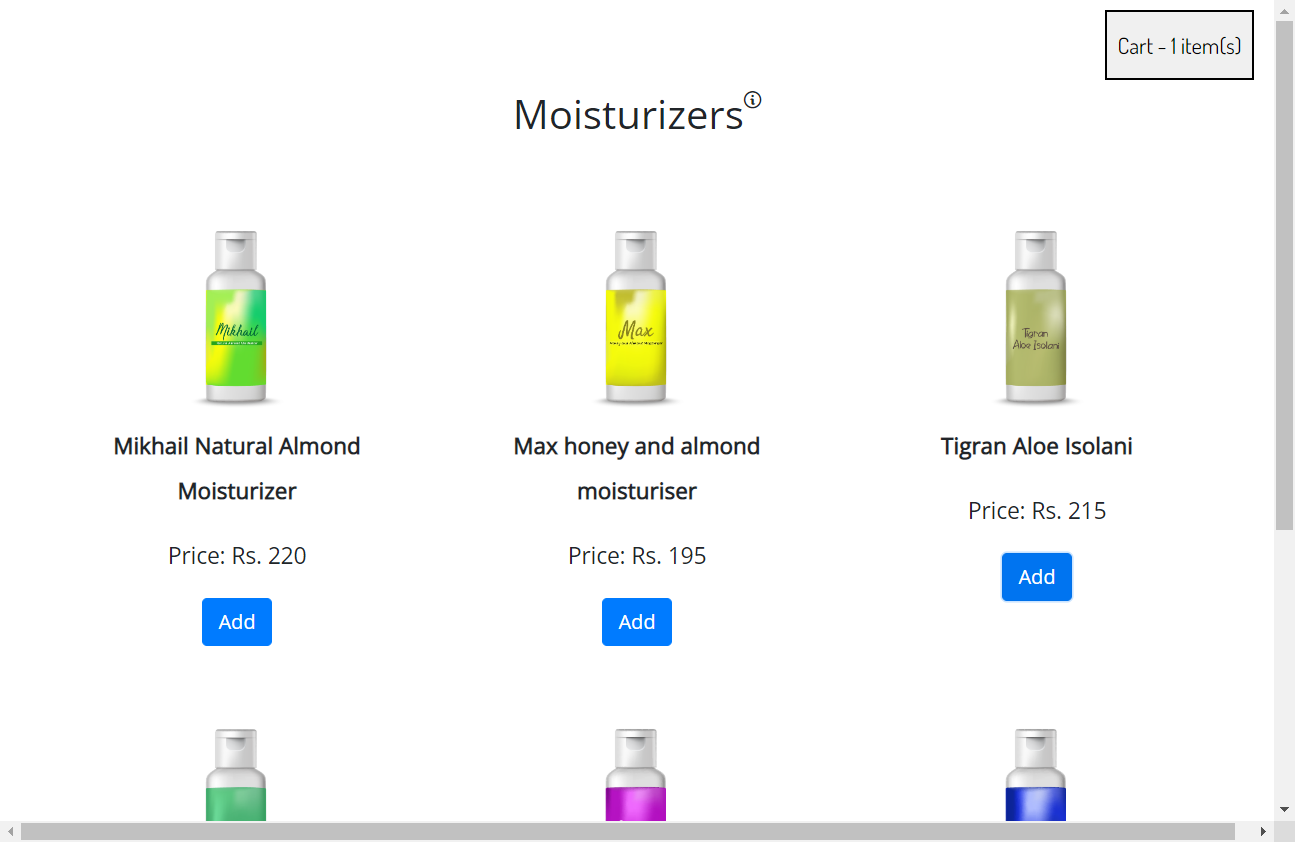 Cart - 1 item(s)
Moisturizers
Mikhail
Max
Tigran
Aloe Isolani
Mikhail Natural Almond
Moisturizer
Max honey and almond
moisturiser
Tigran Aloe Isolani
Price: Rs. 220
Price: Rs. 195
Price: Rs. 215
Add
Add
Add